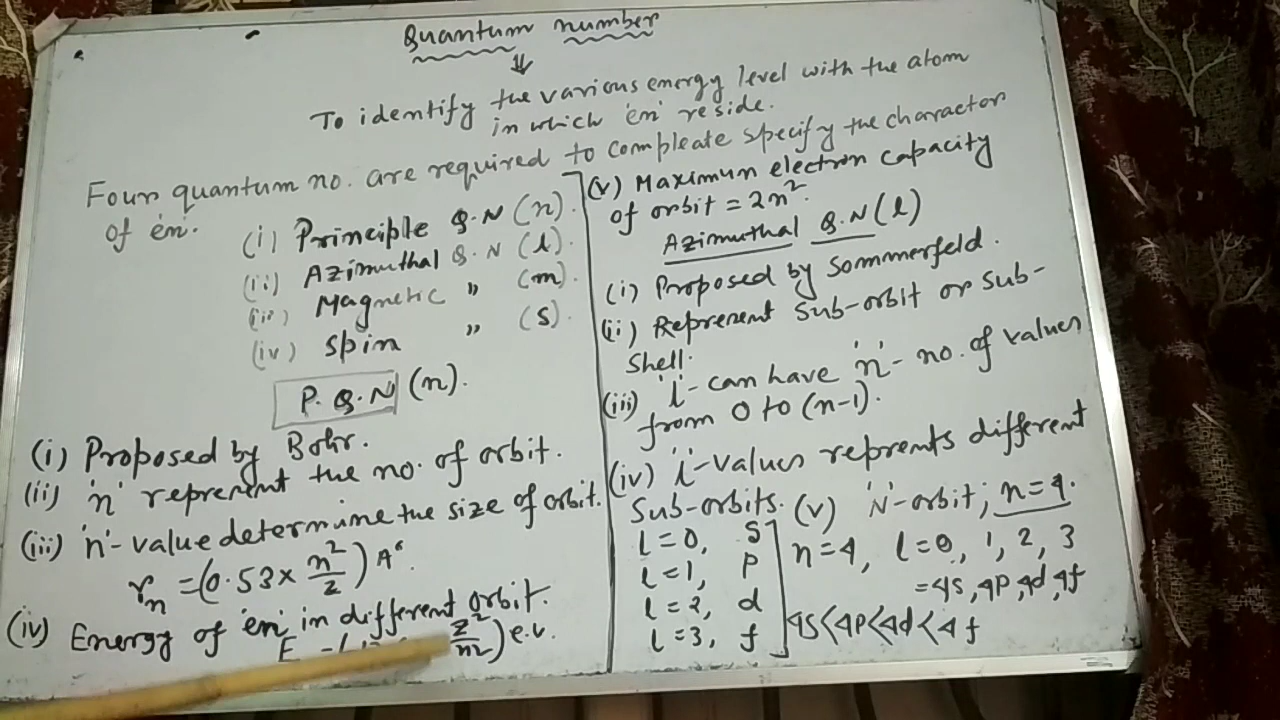 Quantum number
⇓
To identify the various energy level with the atom
in which 'en' reside.
Four quantum no. are required to compleate specify the charactor
of en.
(i) Principle Q.N (n).
(ii) Azimuthal Q.N (l).
(iii) Magnetic " (m).
(iv) Spin " (s).
P.Q.N (n).
(i) Proposed by Bohr.
(ii) 'n' represent the no. of orbit.
(iii) 'n'-value determine the size of orbit.
rn = (0.53 × n²/z) A°.
(iv) Energy of en in different orbit.
E z²/n²) e.v.
(v) Maximum electron capacity
of orbit = 2n².
Azimuthal Q.N (l)
(i) Proposed by Sommerfeld.
(ii) Represent Sub-orbit or Sub-
Shell.
(iii) 'l'-can have 'n'-no. of values
from 0 to (n-1).
(iv) 'l'-values reprents different
Sub-orbits.
l=0, S
l=1, p
l=2, d
l=3, f
(v) 'N'-orbit; n=4.
n=4, l=0, 1, 2, 3
=4s, 4p, 4d, 4f
4s<4p<4d<4f